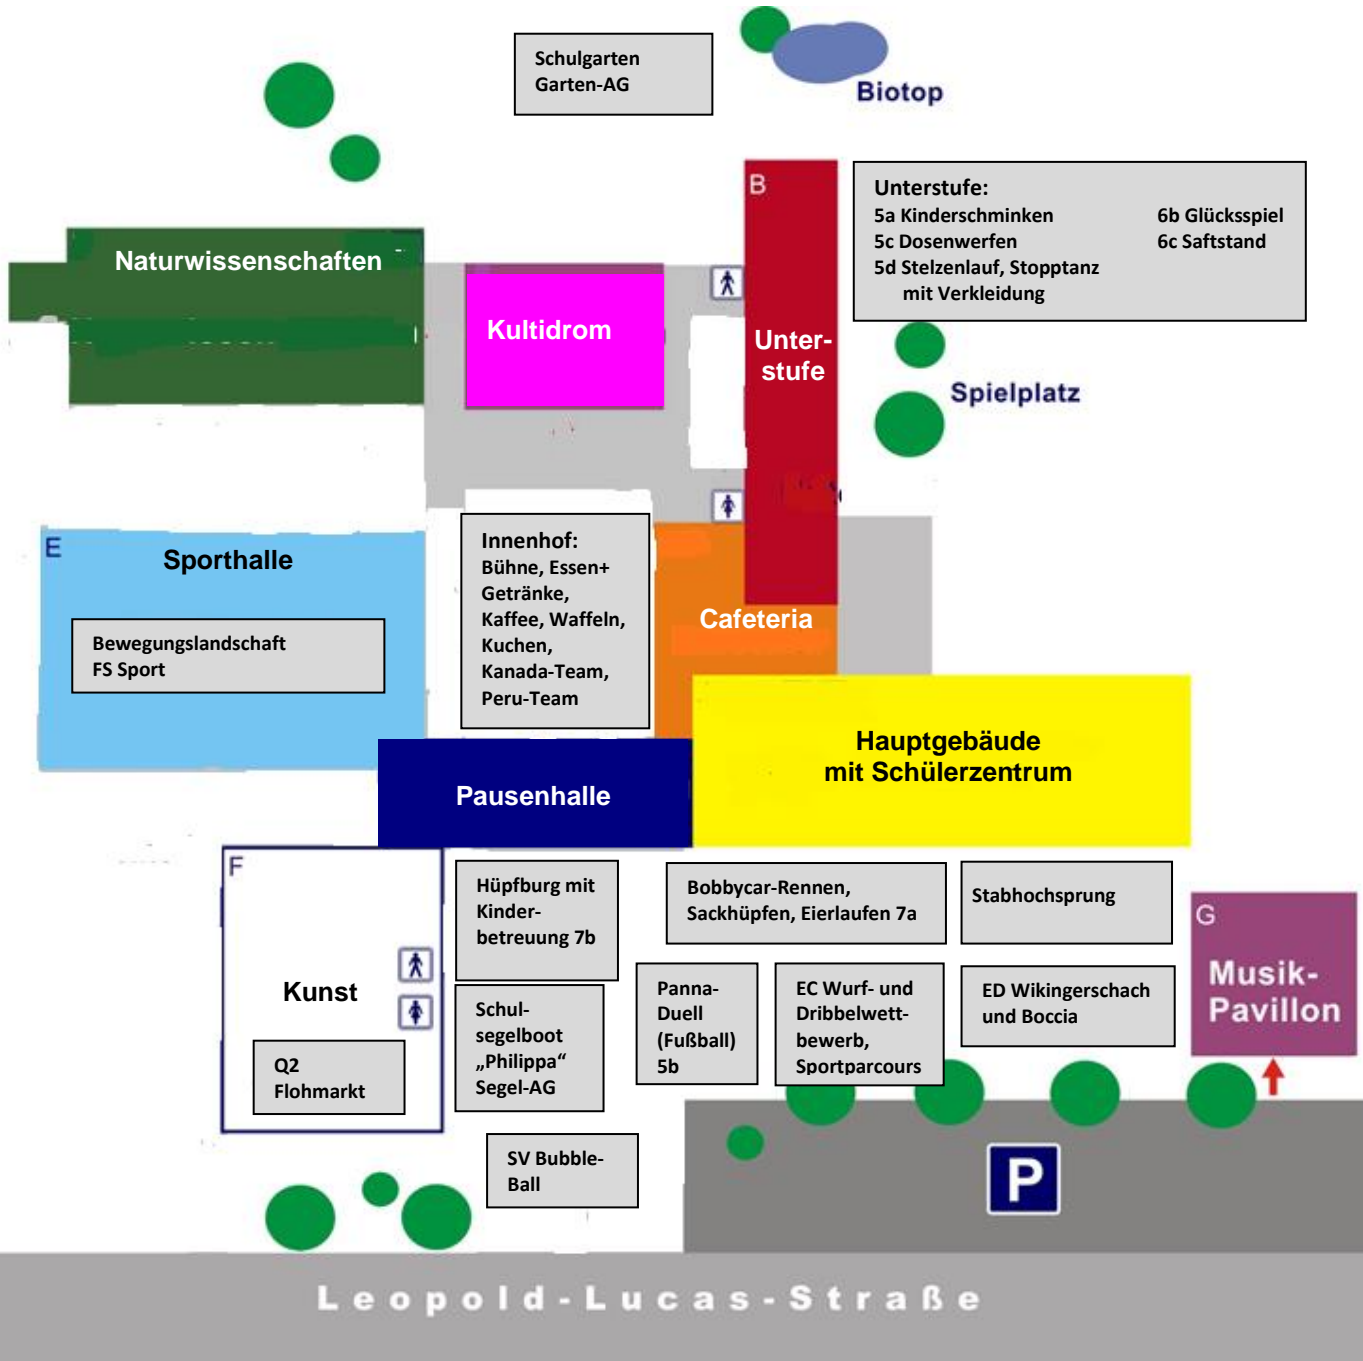 Schulgarten
Garten-AG
Biotop
B
Unterstufe:
5a Kinderschminken
6b Glücksspiel
5c Dosenwerfen
6c Saftstand
5d Stelzenlauf, Stopptanz
mit Verkleidung
Naturwissenschaften
Kultidrom
Unter-
stufe
Spielplatz
E
Sporthalle
Bewegungslandschaft
FS Sport
Innenhof:
Bühne, Essen+
Getränke,
Kaffee, Waffeln,
Kuchen,
Kanada-Team,
Peru-Team
Cafeteria
Hauptgebäude
mit Schülerzentrum
Pausenhalle
F
Kunst
Q2
Flohmarkt
Hüpfburg mit
Kinder-
betreuung 7b
Schul-
segelboot
„Philippa“
Segel-AG
SV Bubble-
Ball
Bobbycar-Rennen,
Sackhüpfen, Eierlaufen 7a
Stabhochsprung
Panna-
Duell
(Fußball)
5b
EC Wurf- und
Dribbelwett-
bewerb,
Sportparcours
ED Wikingerschach
und Boccia
G
Musik-
Pavillon
P
Leopold-Lucas-Straße